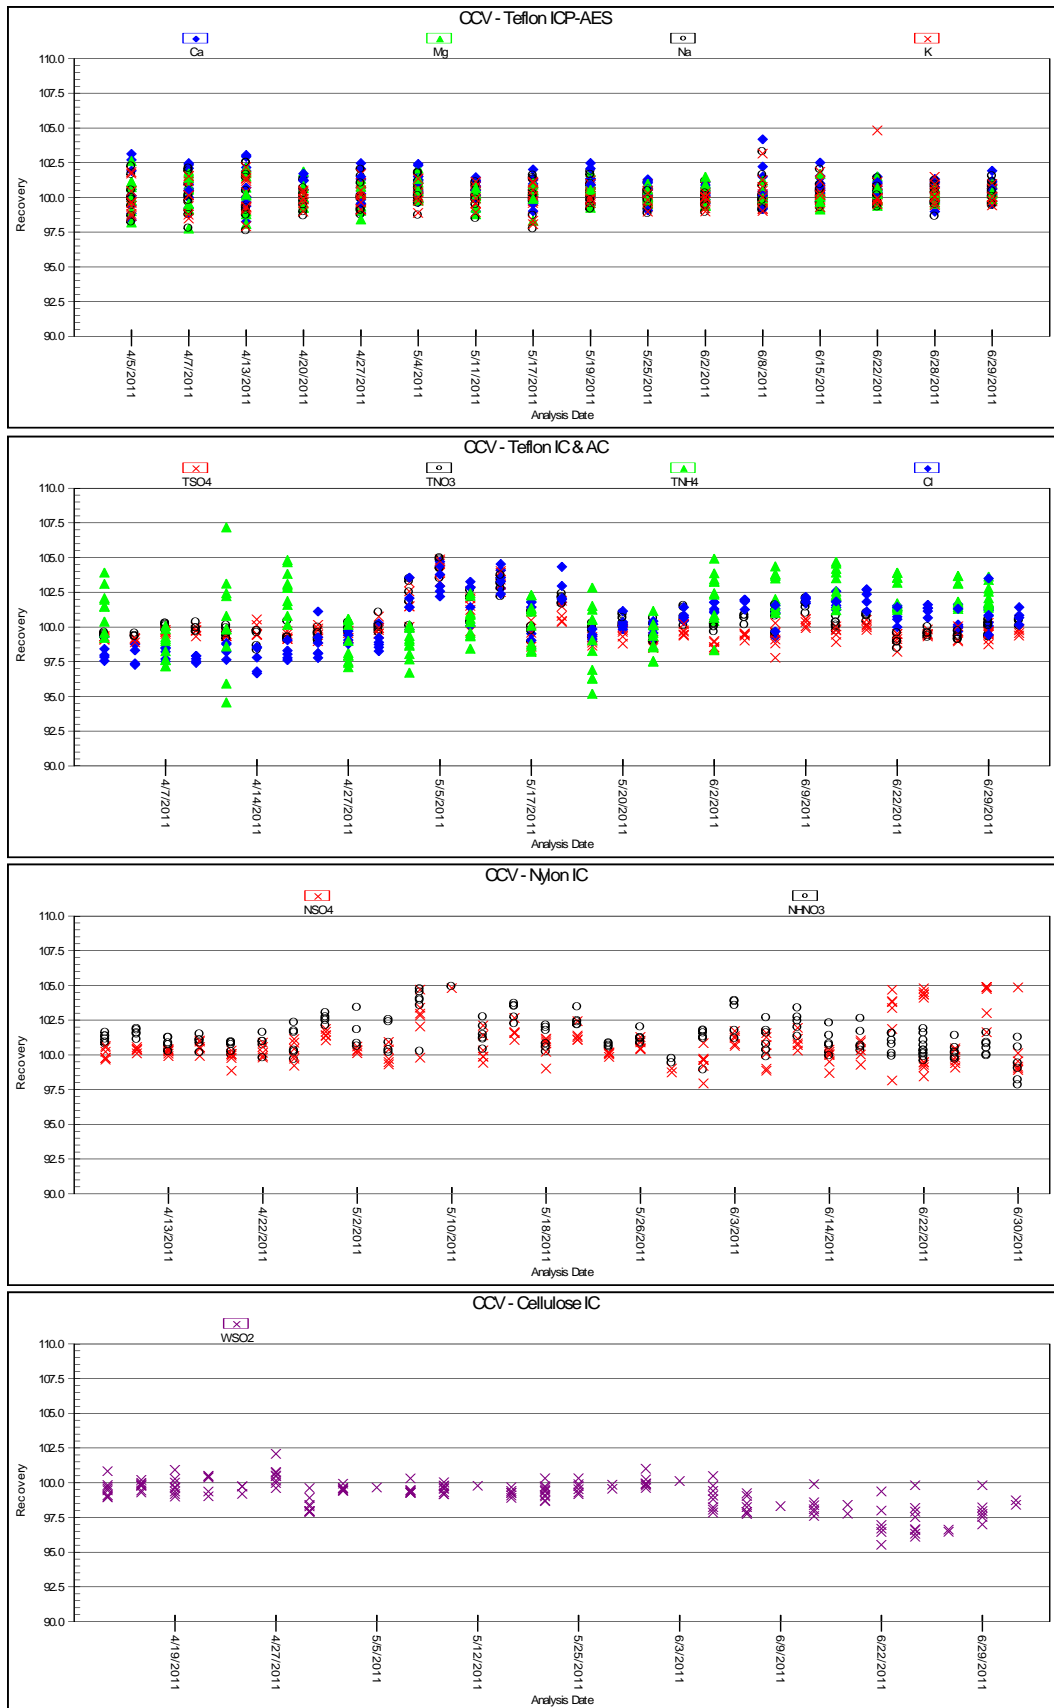 CCV - Teflon ICP-AES
Ca Mg Na K
110.0
107.5
105.0
102.5
100.0
97.5
95.0
92.5
90.0
Recovery
4/5/2011 4/7/2011 4/13/2011 4/20/2011 4/27/2011 5/4/2011 5/11/2011 5/17/2011 5/19/2011 5/25/2011 6/2/2011 6/8/2011 6/15/2011 6/22/2011 6/28/2011 6/29/2011
Analysis Date
CCV - Teflon IC & AC
TSO4 TNO3 TNH4 Cl
110.0
107.5
105.0
102.5
100.0
97.5
95.0
92.5
90.0
Recovery
4/7/2011 4/14/2011 4/27/2011 5/5/2011 5/17/2011 5/20/2011 6/2/2011 6/9/2011 6/22/2011 6/29/2011
Analysis Date
CCV - Nylon IC
NSO4 NHNO3
110.0
107.5
105.0
102.5
100.0
97.5
95.0
92.5
90.0
Recovery
4/13/2011 4/22/2011 5/2/2011 5/10/2011 5/18/2011 5/26/2011 6/3/2011 6/14/2011 6/22/2011 6/30/2011
Analysis Date
CCV - Cellulose IC
WSO2
110.0
107.5
105.0
102.5
100.0
97.5
95.0
92.5
90.0
Recovery
4/19/2011 4/27/2011 5/5/2011 5/12/2011 5/25/2011 6/3/2011 6/9/2011 6/22/2011 6/29/2011
Analysis Date